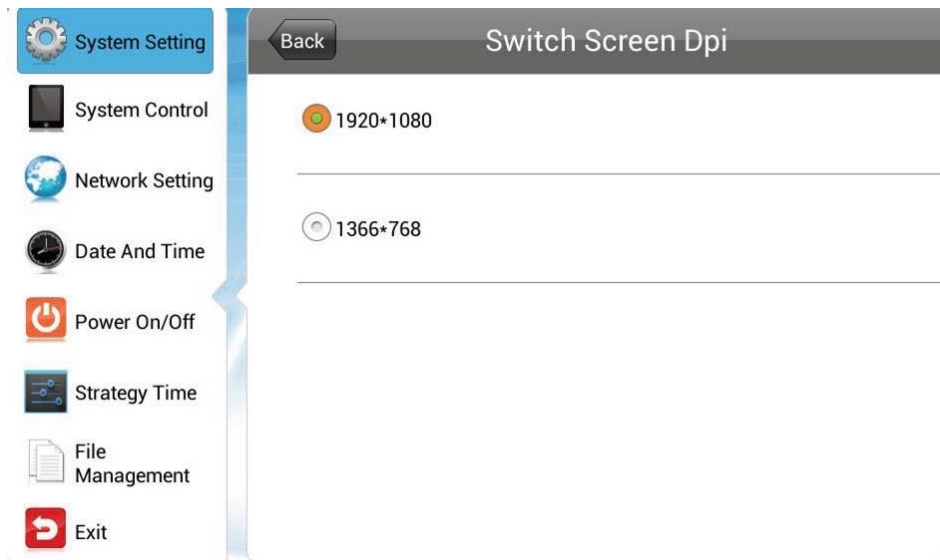 System Setting
System Control
Network Setting
Date And Time
Power On/Off
Strategy Time
File
Management
Exit
Back
Switch Screen Dpi
1920*1080
1366*768